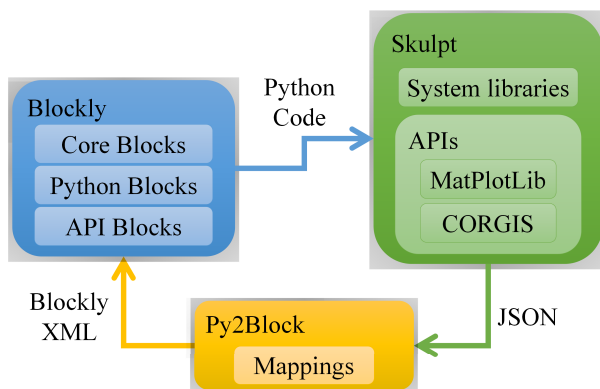 Blockly
Core Blocks
Python Blocks
API Blocks
Python
Code
Skulpt
System libraries
APIs
MatPlotLib
CORGIS
JSON
Py2Block
Mappings
Blockly
XML